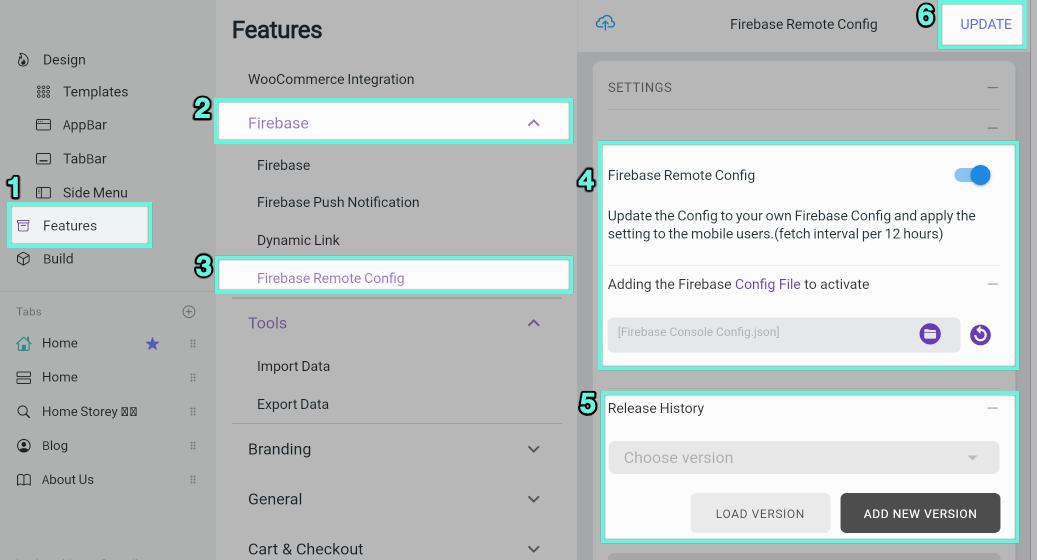 Design
Templates
AppBar
TabBar
1
Side Menu
Features
Build
Tabs
Home
Home
Home Storey
Blog
About Us
Features
WooCommerce Integration
2
Firebase
Firebase
Firebase Push Notification
Dynamic Link
3
Firebase Remote Config
Tools
Import Data
Export Data
Branding
General
Cart & Checkout
Firebase Remote Config
6
UPDATE
SETTINGS
4
Firebase Remote Config
Update the Config to your own Firebase Config and apply the
setting to the mobile users.(fetch interval per 12 hours)
Adding the Firebase Config File to activate
[Firebase Console Config.json]
5
Release History
Choose version
LOAD VERSION
ADD NEW VERSION